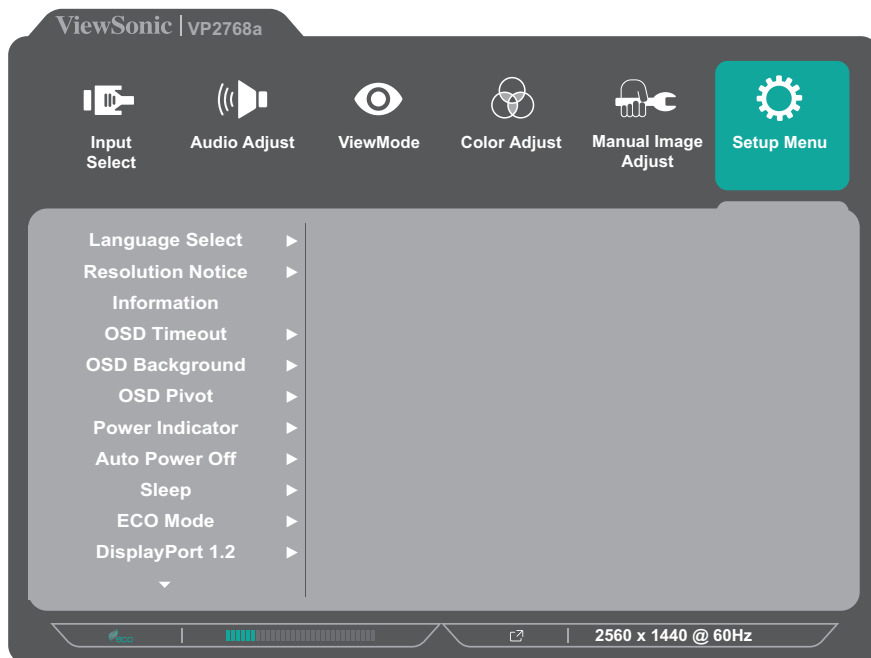 ViewSonic | VP2768a
Input Select
Audio Adjust
ViewMode
Color Adjust
Manual Image Adjust
Setup Menu
Language Select
Resolution Notice
Information
OSD Timeout
OSD Background
OSD Pivot
Power Indicator
Auto Power Off
Sleep
ECO Mode
DisplayPort 1.2
eco
2560 x 1440 @ 60Hz